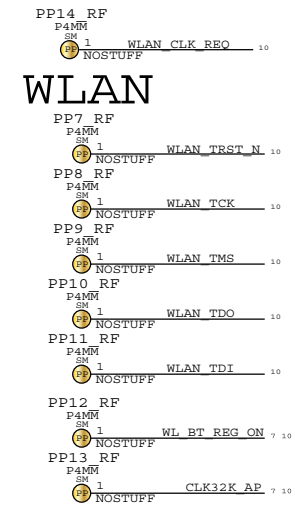 PP14_RF
P4MM
SM
PP 1 WLAN_CLK_REQ 10
NOSTUFF
WLAN
PP7_RF
P4MM
SM
PP 1 WLAN_TRST_N 10
NOSTUFF
PP8_RF
P4MM
SM
PP 1 WLAN_TCK 10
NOSTUFF
PP9_RF
P4MM
SM
PP 1 WLAN_TMS 10
NOSTUFF
PP10_RF
P4MM
SM
PP 1 WLAN_TDO 10
NOSTUFF
PP11_RF
P4MM
SM
PP 1 WLAN_TDI 10
NOSTUFF
PP12_RF
P4MM
SM
PP 1 WL_BT_REG_ON 7 10
NOSTUFF
PP13_RF
P4MM
SM
PP 1 CLK32K_AP 7 10
NOSTUFF